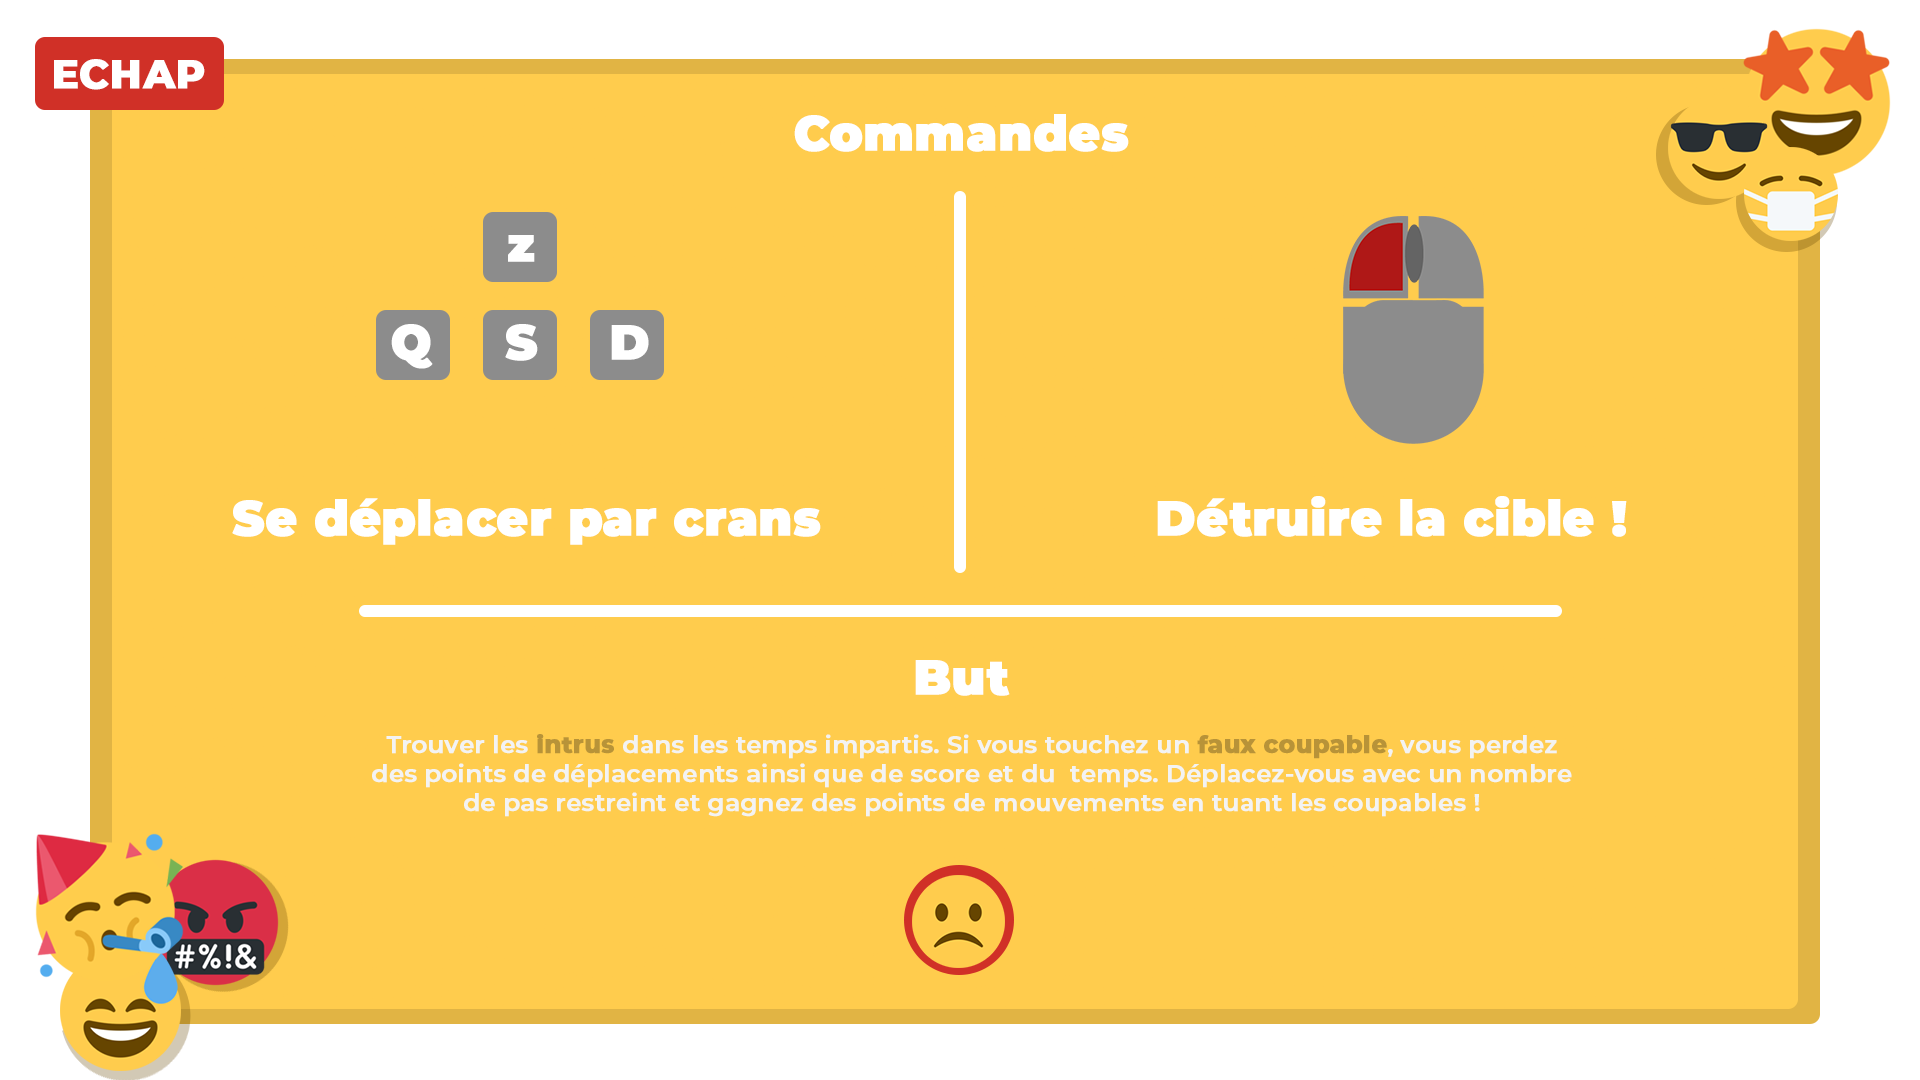 ECHAP
Commandes
z
Q S D
Se déplacer par crans
Détruire la cible !
But
Trouver les intrus dans les temps impartis. Si vous touchez un faux coupable, vous perdez
des points de déplacements ainsi que de score et du  temps. Déplacez-vous avec un nombre
de pas restreint et gagnez des points de mouvements en tuant les coupables !
#%!&